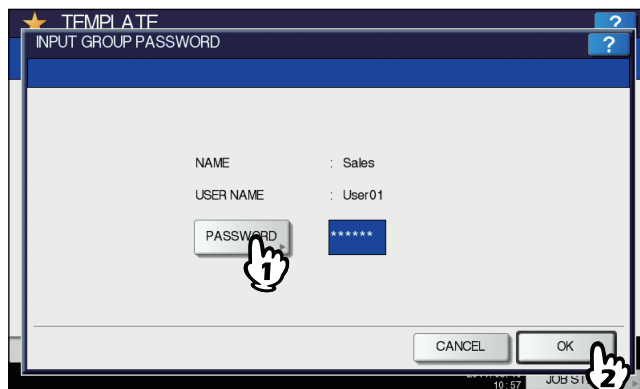 TEMPLATE
?
INPUT GROUP PASSWORD
?
NAME : Sales
USER NAME : User01
PASSWORD ******
1
CANCEL
OK
2
10:57
JOB ST